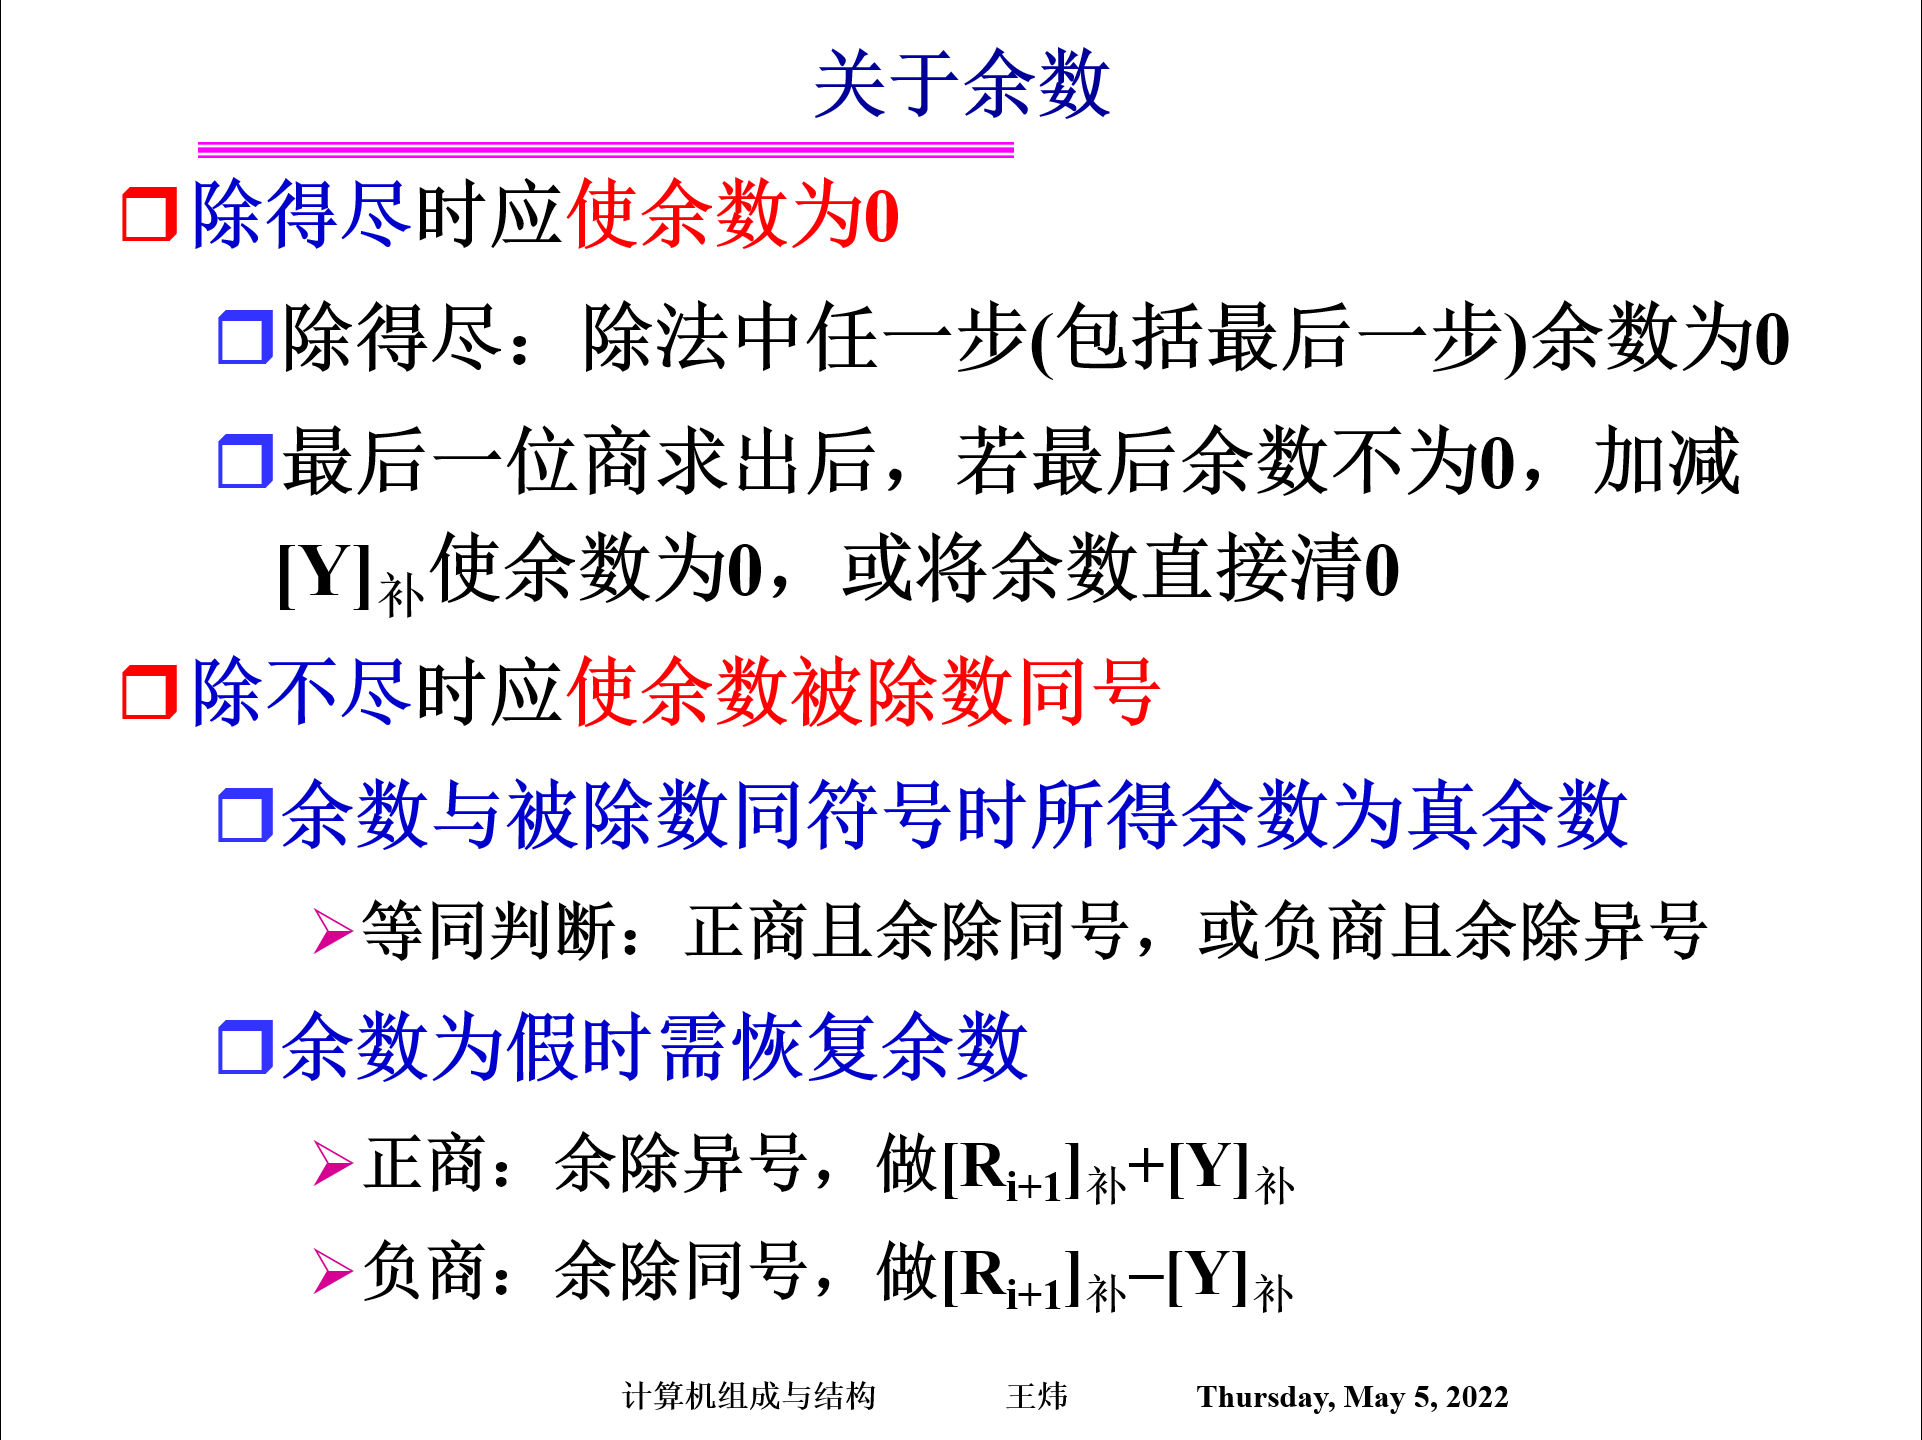 关于余数
除得尽时应使余数为0
除得尽：除法中任一步(包括最后一步)余数为0
最后一位商求出后，若最后余数不为0，加减
[Y]补使余数为0，或将余数直接清0
除不尽时应使余数被除数同号
余数与被除数同符号时所得余数为真余数
等同判断：正商且余除同号，或负商且余除异号
余数为假时需恢复余数
正商：余除异号，做[Ri+1]补+[Y]补
负商：余除同号，做[Ri+1]补–[Y]补
计算机组成与结构 王炜 Thursday, May 5, 2022